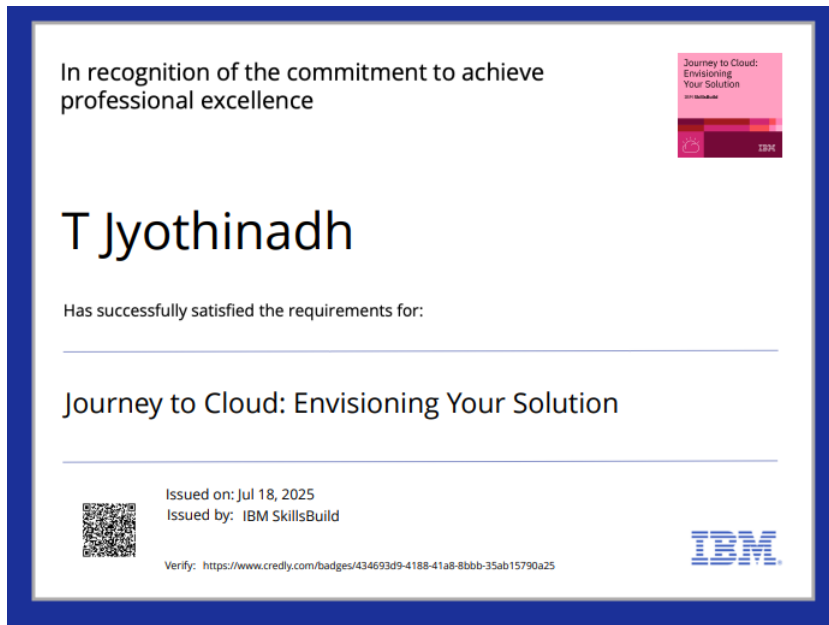 In recognition of the commitment to achieve
professional excellence
Journey to Cloud:
Envisioning
Your Solution
IBM SkillsBuild
IBM
T Jyothinadh
Has successfully satisfied the requirements for:
Journey to Cloud: Envisioning Your Solution
Issued on: Jul 18, 2025
Issued by: IBM SkillsBuild
Verify: https://www.credly.com/badges/434693d9-4188-41a8-8bbb-35ab15790a25
IBM.